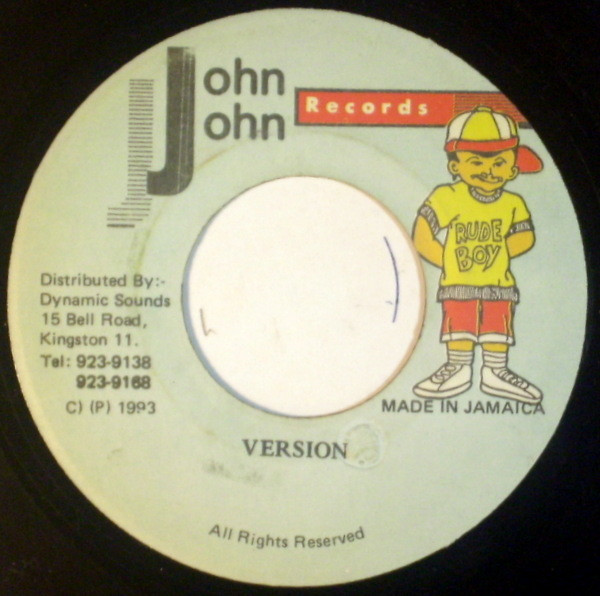 John
John
Records
RUDE
BOY
Distributed By:-
Dynamic Sounds
15 Bell Road,
Kingston 11.
Tel: 923-9138
923-9168
C) (P) 1993
MADE IN JAMAICA
VERSION
All Rights Reserved